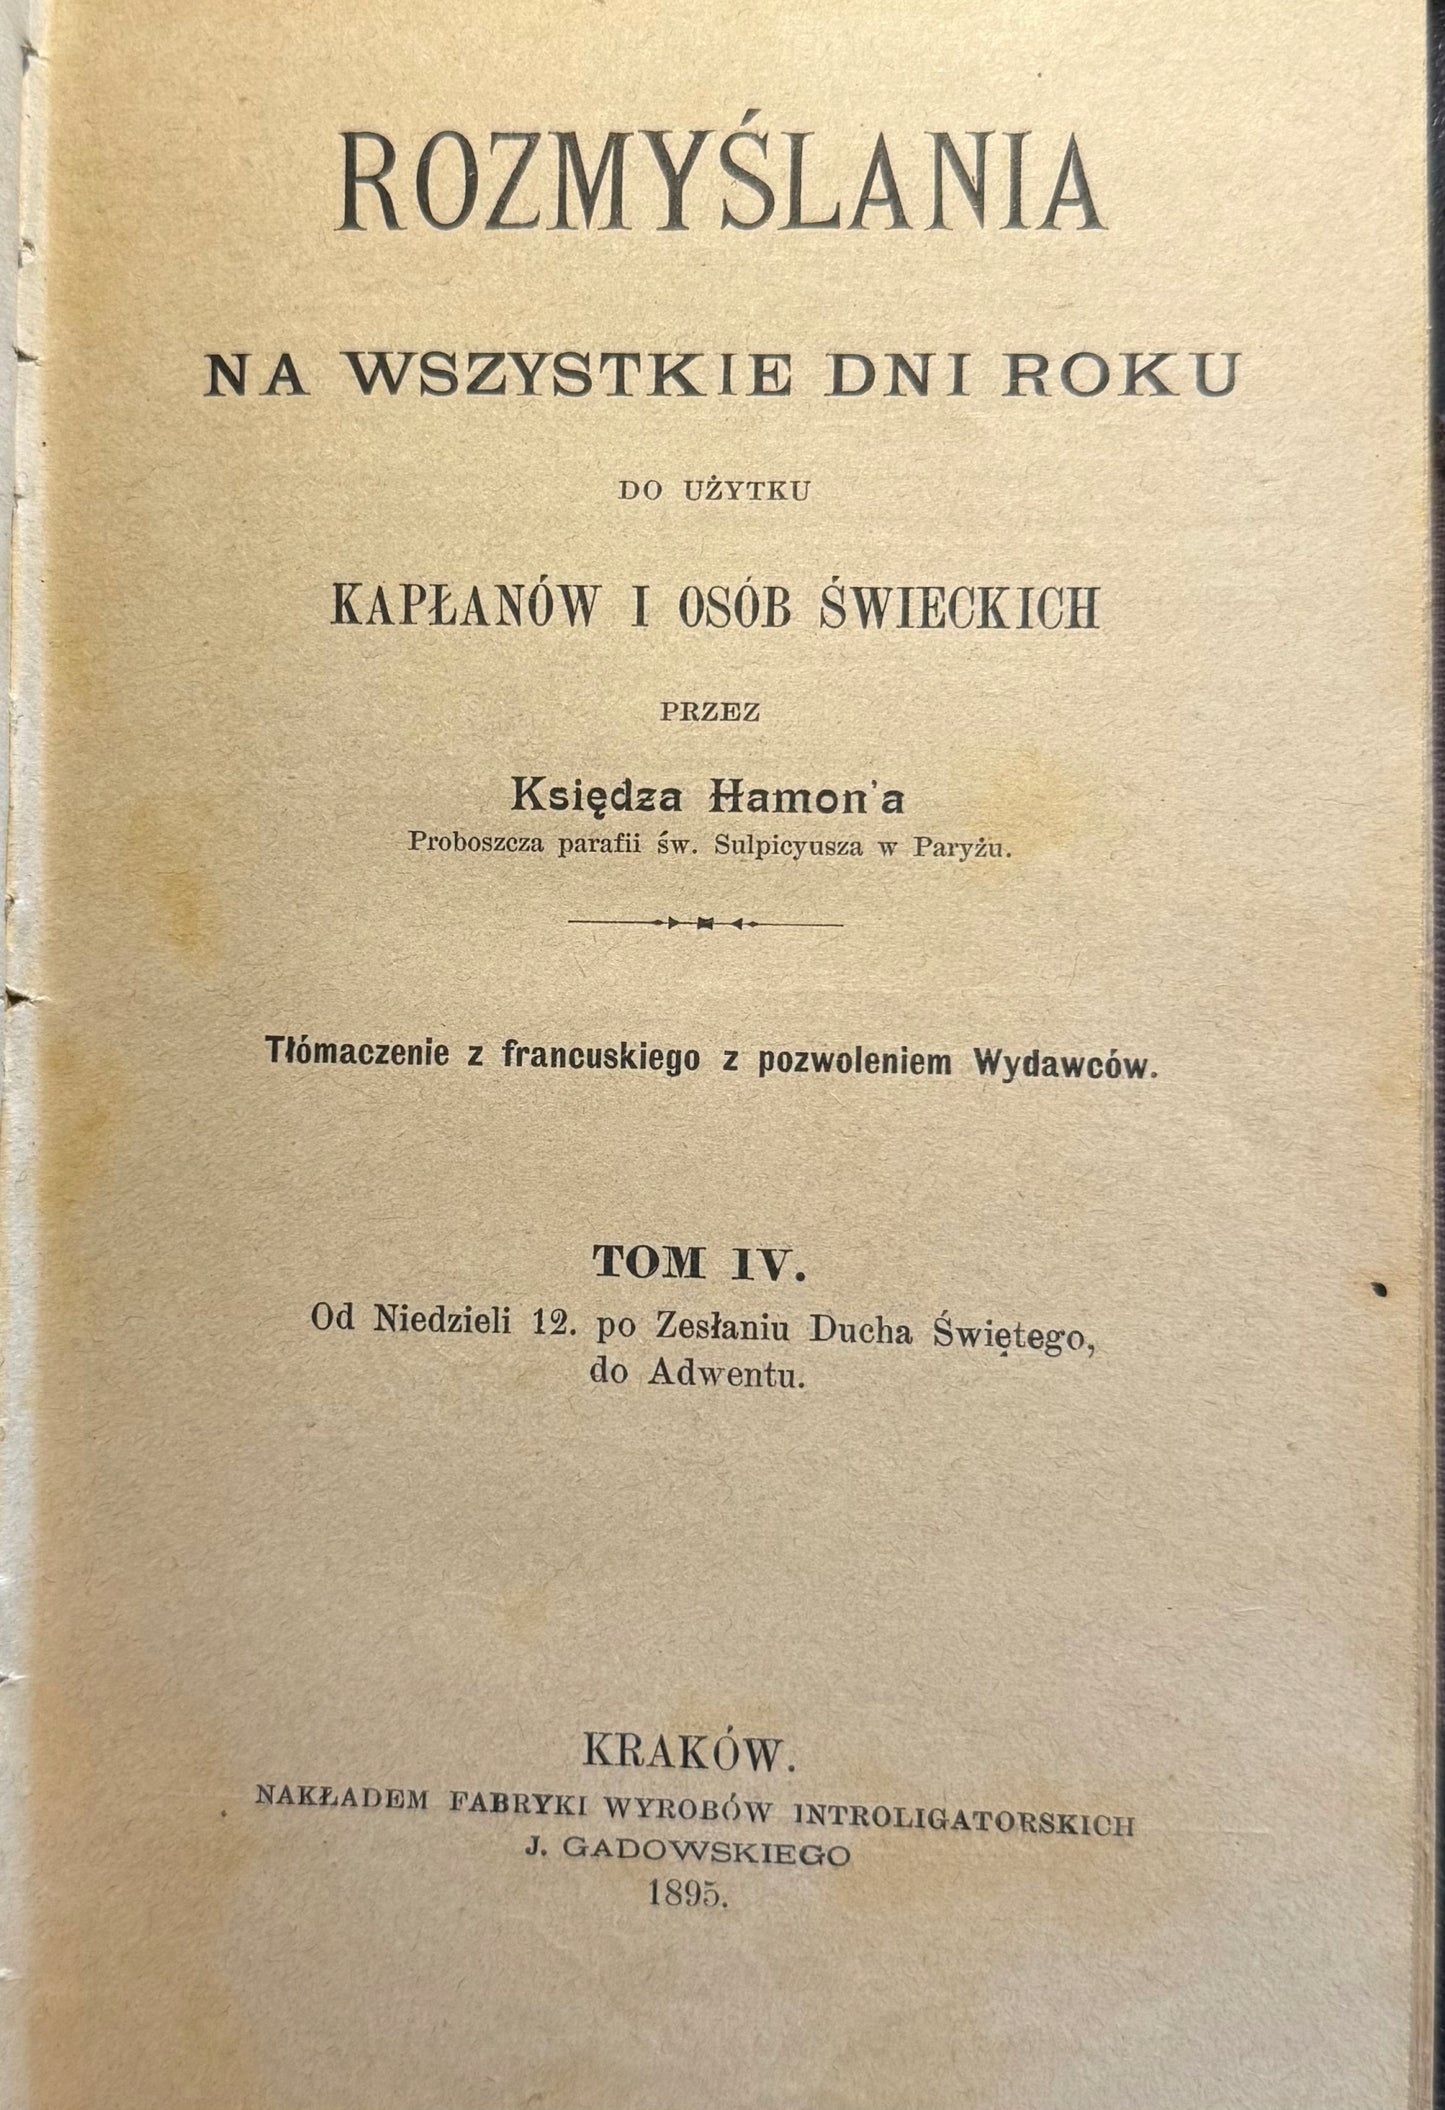 ROZMYŚLANIA
NA WSZYSTKIE DNI ROKU
DO UŻYTKU
KAPŁANÓW I OSÓB ŚWIECKICH
PRZEZ
Księdza Hamon'a
Proboszcza parafii św. Sulpicyusza w Paryżu.
Tłómaczenie z francuskiego z pozwoleniem Wydawców.
TOM IV.
Od Niedzieli 12. po Zesłaniu Ducha Świętego,
do Adwentu.
KRAKÓW.
NAKŁADEM FABRYKI WYROBÓW INTROLIGATORSKICH
J. GADOWSKIEGO
1895.